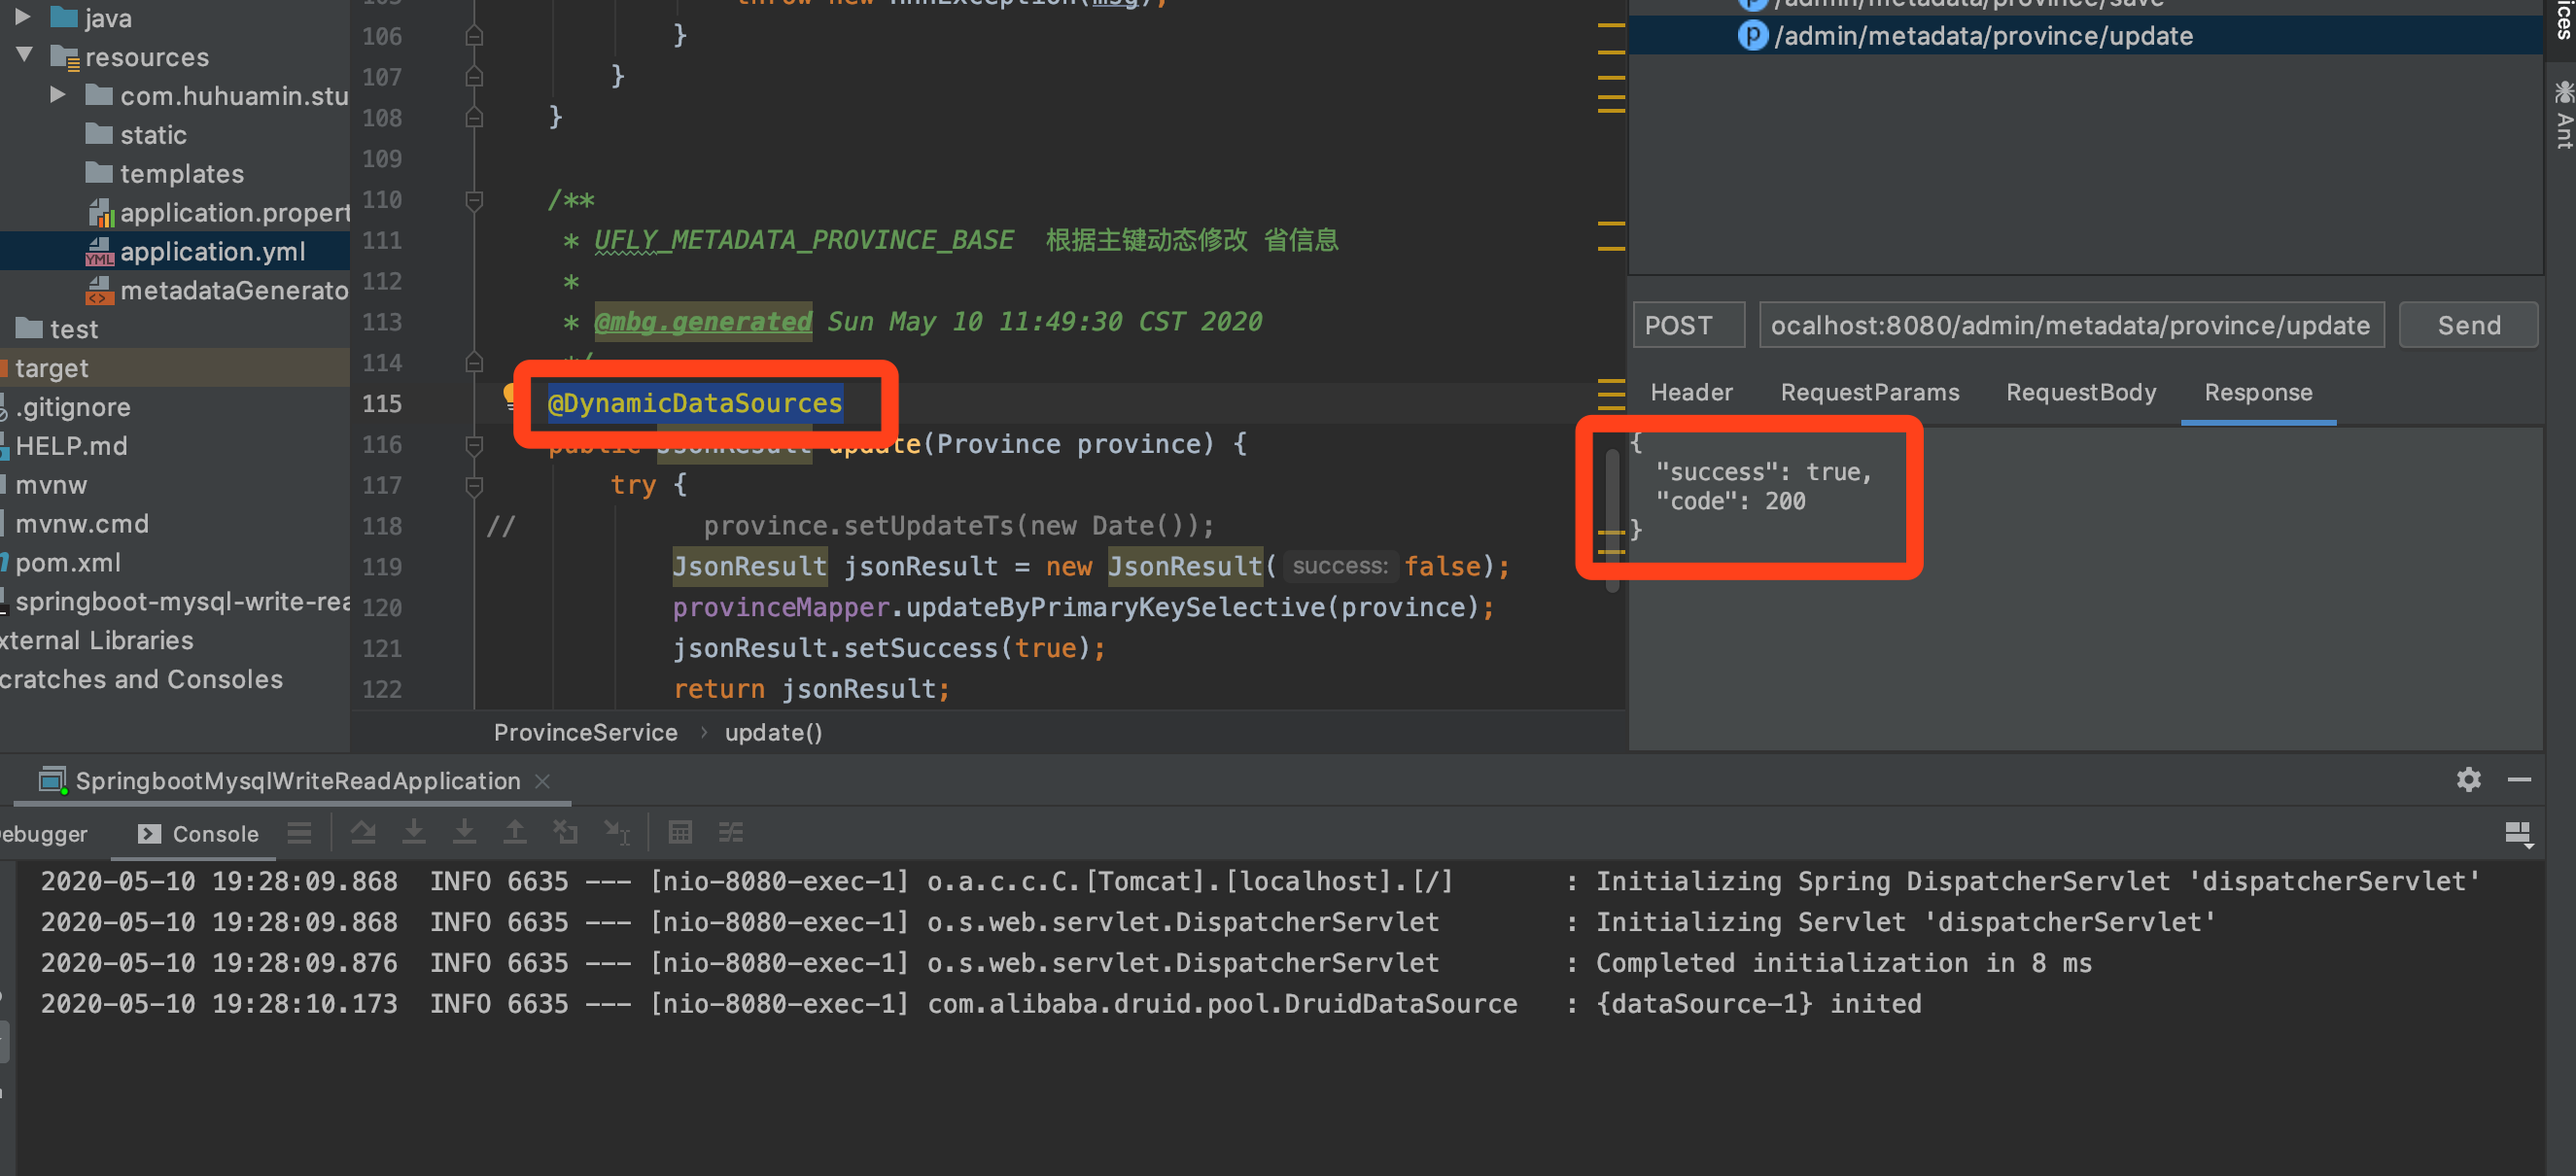 java
resources
com.huhuamin.stu
static
templates
application.propert
application.yml
metadataGenerato
test
target
.gitignore
HELP.md
mvnw
mvnw.cmd
pom.xml
springboot-mysql-write-rea
xternal Libraries
cratches and Consoles
106 }
107 }
108 }
109
110 /**
111 * UFLY_METADATA_PROVINCE_BASE 根据主键动态修改 省信息
112 *
113 * @mbg.generated Sun May 10 11:49:30 CST 2020
114 */
115 @DynamicDataSources
116 public JsonResult update(Province province) {
117 try {
118 // province.setUpdateTs(new Date());
119 JsonResult jsonResult = new JsonResult( success: false);
120 provinceMapper.updateByPrimaryKeySelective(province);
121 jsonResult.setSuccess(true);
122 return jsonResult;
ProvinceService › update()
/admin/metadata/province/save
/admin/metadata/province/update
POST ocalhost:8080/admin/metadata/province/update Send
Header RequestParams RequestBody Response
{
"success": true,
"code": 200
}
ices
Ant
SpringbootMysqlWriteReadApplication
ebugger Console
2020-05-10 19:28:09.868 INFO 6635 --- [nio-8080-exec-1] o.a.c.c.C.[Tomcat].[localhost].[/] : Initializing Spring DispatcherServlet 'dispatcherServlet'
2020-05-10 19:28:09.868 INFO 6635 --- [nio-8080-exec-1] o.s.web.servlet.DispatcherServlet : Initializing Servlet 'dispatcherServlet'
2020-05-10 19:28:09.876 INFO 6635 --- [nio-8080-exec-1] o.s.web.servlet.DispatcherServlet : Completed initialization in 8 ms
2020-05-10 19:28:10.173 INFO 6635 --- [nio-8080-exec-1] com.alibaba.druid.pool.DruidDataSource : {dataSource-1} inited